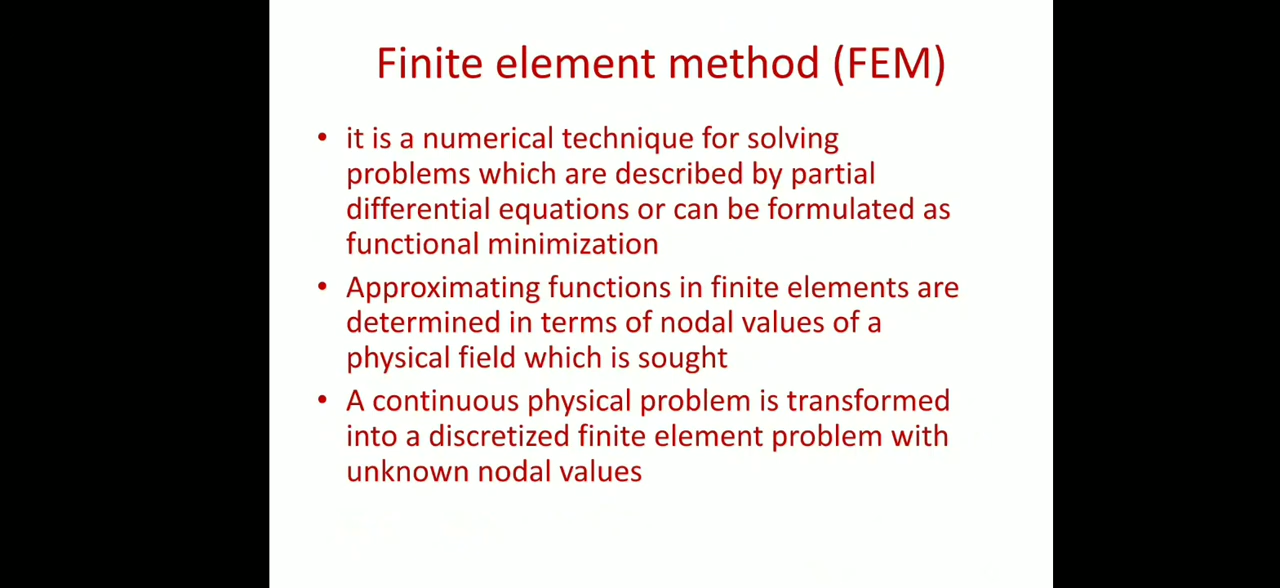 Finite element method (FEM)
• it is a numerical technique for solving
problems which are described by partial
differential equations or can be formulated as
functional minimization
• Approximating functions in finite elements are
determined in terms of nodal values of a
physical field which is sought
• A continuous physical problem is transformed
into a discretized finite element problem with
unknown nodal values